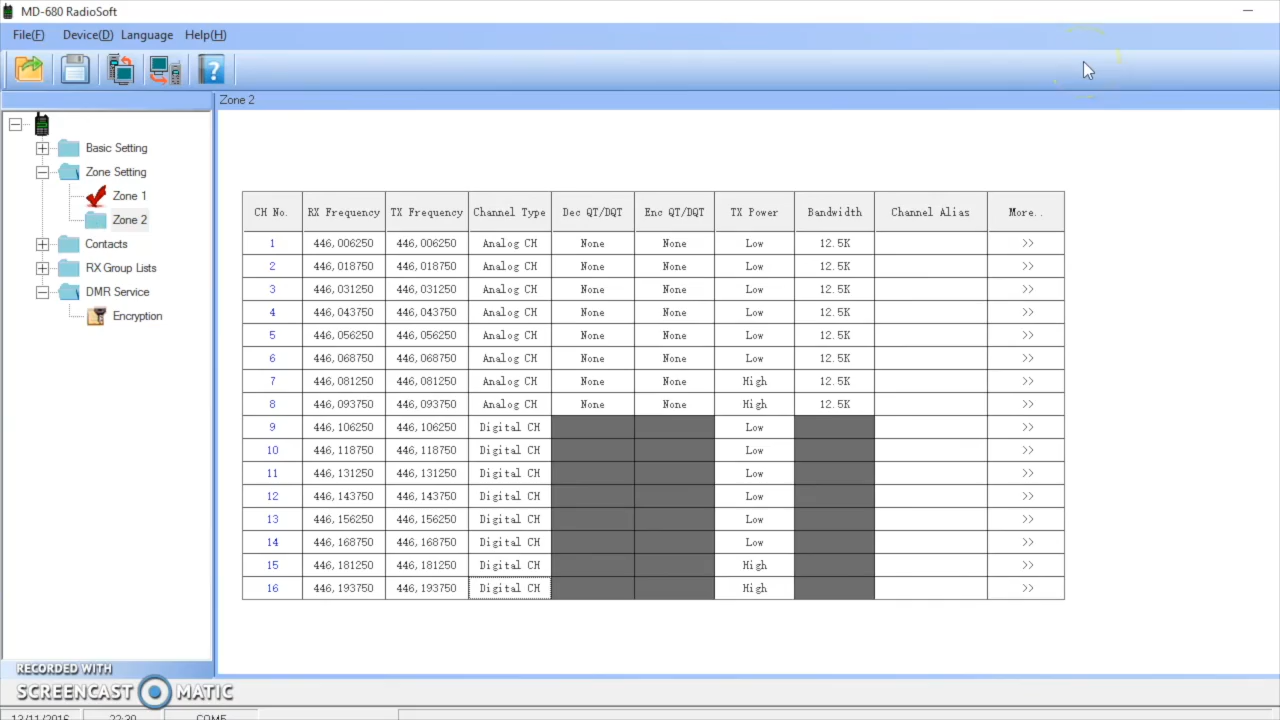 MD-680 RadioSoft
File(F) Device(D) Language Help(H)
Zone 2
Basic Setting
Zone Setting
Zone 1
Zone 2
Contacts
RX Group Lists
DMR Service
Encryption
CH No. RX Frequency TX Frequency Channel Type Dec QT/DQT Enc QT/DQT TX Power Bandwidth Channel Alias More..
1 446,006250 446,006250 Analog CH None None Low 12.5K >>
2 446,018750 446,018750 Analog CH None None Low 12.5K >>
3 446,031250 446,031250 Analog CH None None Low 12.5K >>
4 446,043750 446,043750 Analog CH None None Low 12.5K >>
5 446,056250 446,056250 Analog CH None None Low 12.5K >>
6 446,068750 446,068750 Analog CH None None Low 12.5K >>
7 446,081250 446,081250 Analog CH None None High 12.5K >>
8 446,093750 446,093750 Analog CH None None High 12.5K >>
9 446,106250 446,106250 Digital CH Low >>
10 446,118750 446,118750 Digital CH Low >>
11 446,131250 446,131250 Digital CH Low >>
12 446,143750 446,143750 Digital CH Low >>
13 446,156250 446,156250 Digital CH Low >>
14 446,168750 446,168750 Digital CH Low >>
15 446,181250 446,181250 Digital CH High >>
16 446,193750 446,193750 Digital CH High >>
RECORDED WITH
SCREENCAST MATIC
13/11/2016 22:30 COM5